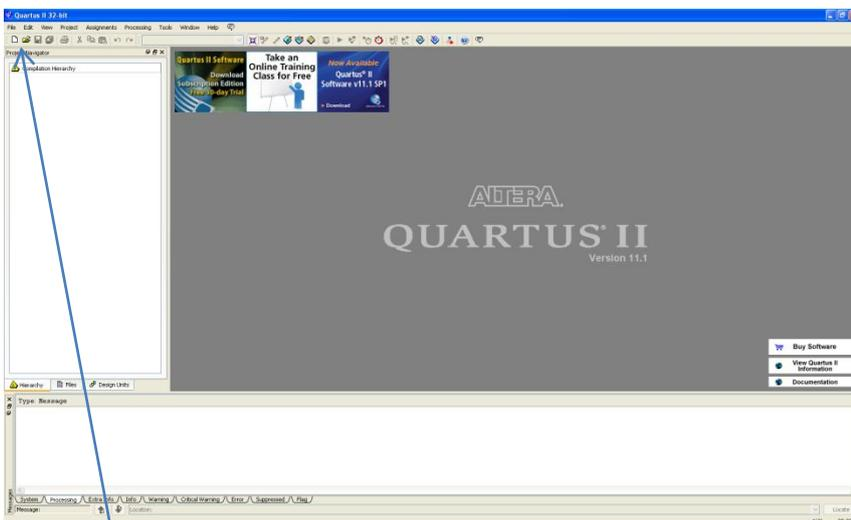 Quartus II 32-bit
File Edit View Project Assignments Processing Tools Window Help
Project Navigator
Compilation Hierarchy
Quartus II Software
Download
Subscription Edition
Free 30-day Trial
Take an
Online Training
Class for Free
Now Available
Quartus® II
Software v11.1 SP1
Download
ALTERA.
QUARTUS® II
Version 11.1
Buy Software
View Quartus II
Information
Documentation
Hierarchy Files Design Units
Type Message
System Processing Extra Info Info Warning Critical Warning Error Suppressed Flag
Messages
Message: Location: Locate